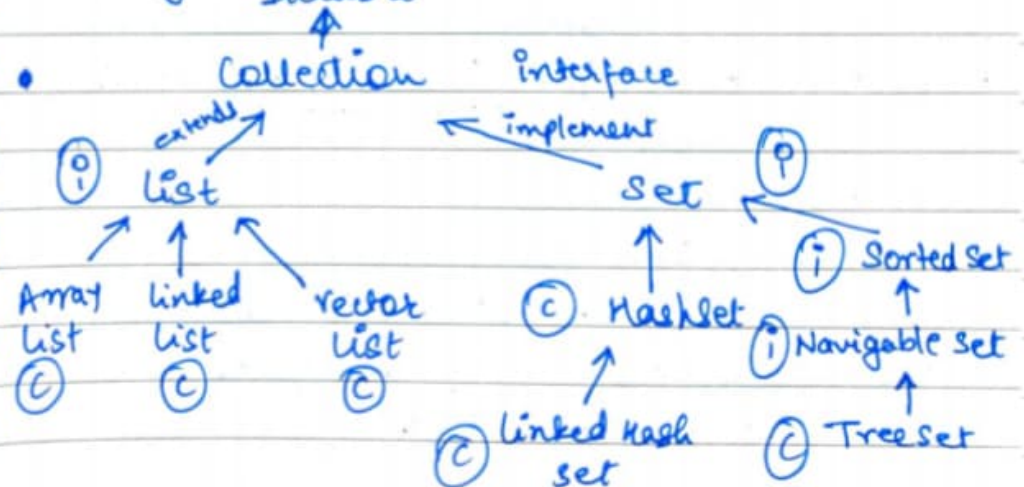 Collection interface
extends implement
i List Set i
i Sorted Set
Array linked vector C HashSet
List List List i Navigable Set
C C C
C linked Hash C TreeSet
set